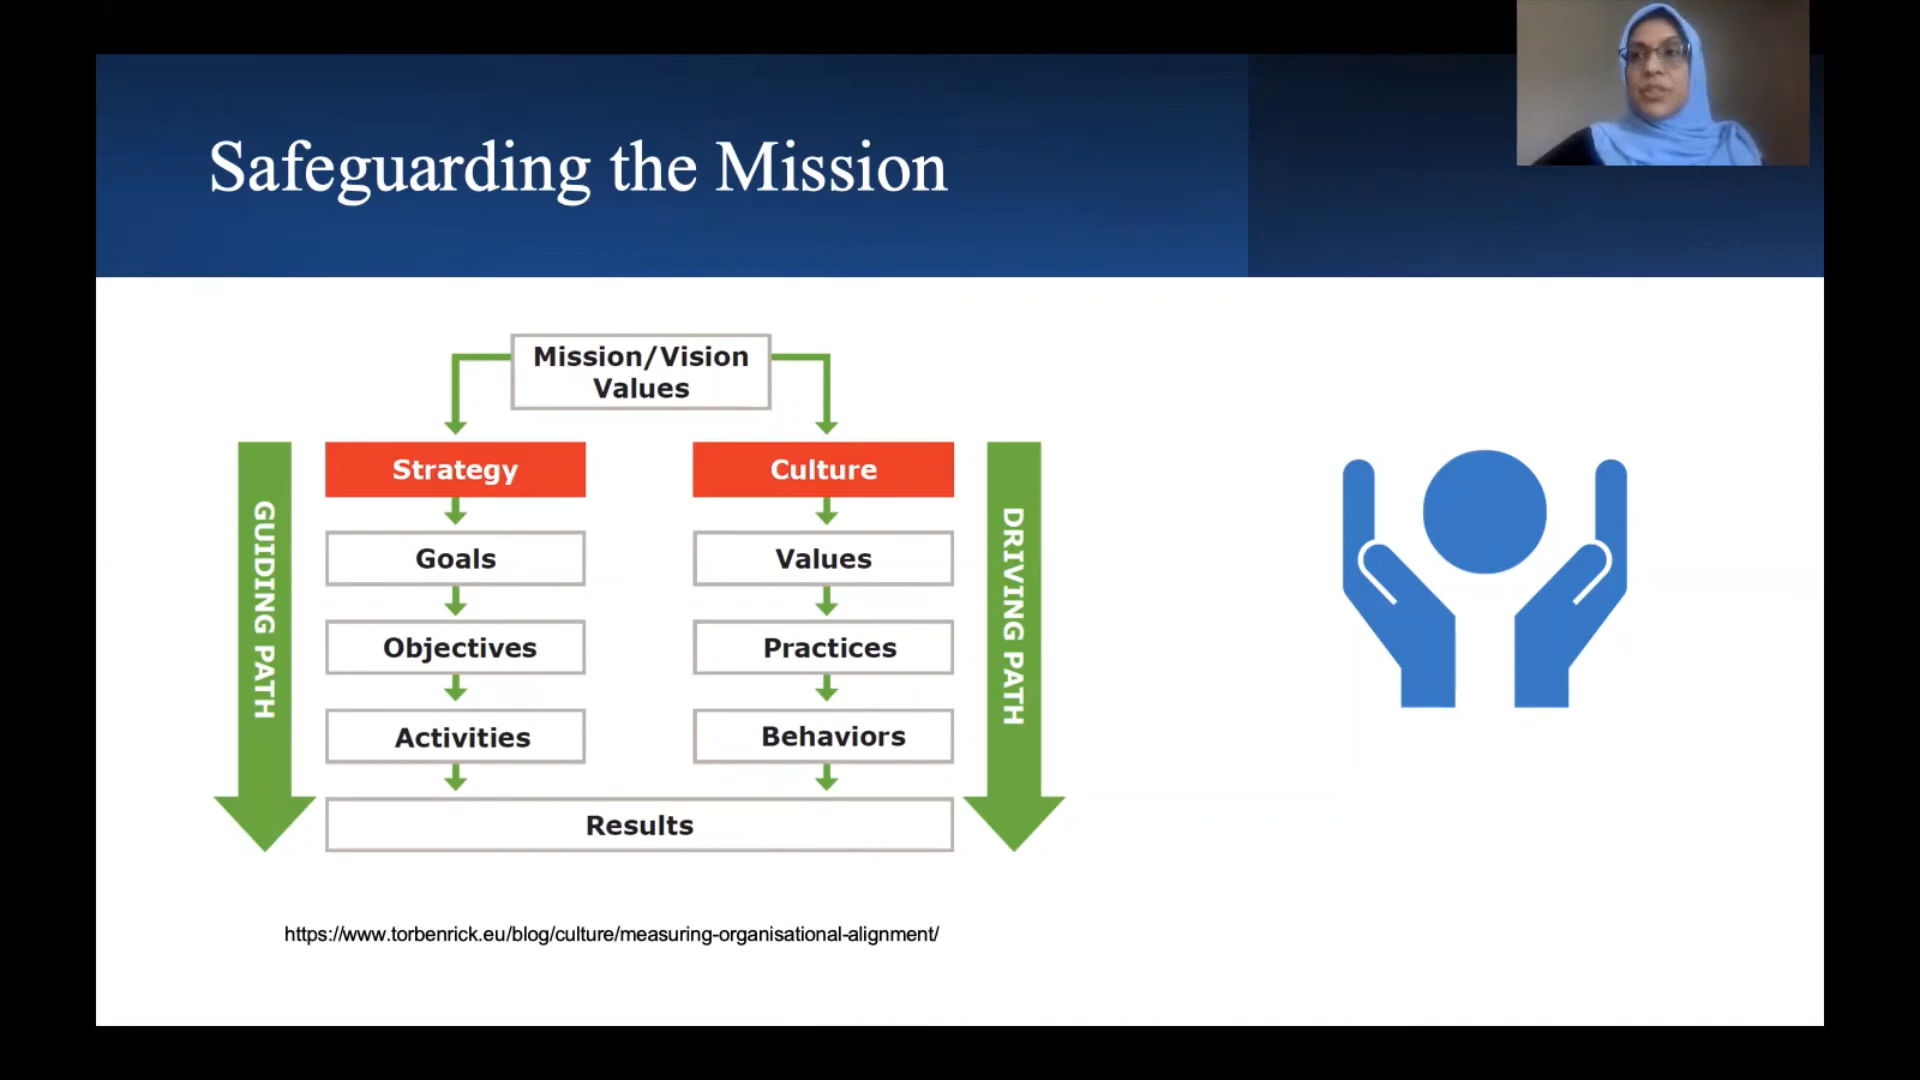 Safeguarding the Mission
Mission/Vision
Values
Strategy
Culture
GUIDING PATH
DRIVING PATH
Goals
Values
Objectives
Practices
Activities
Behaviors
Results
https://www.torbenrick.eu/blog/culture/measuring-organisational-alignment/